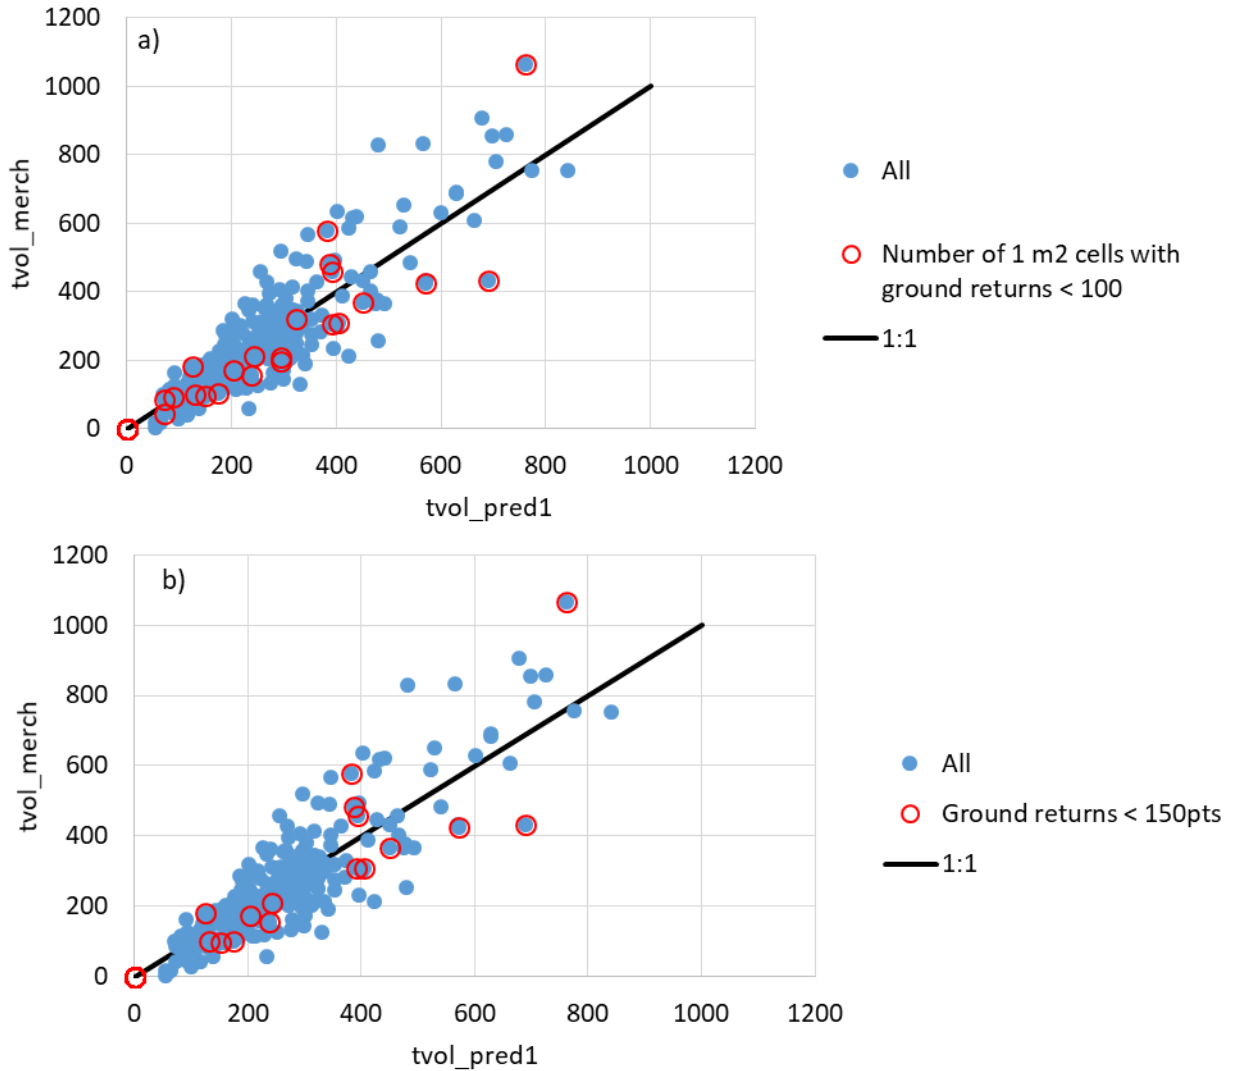 a)
1200
1000
800
600
400
200
0
tvol_merch
0 200 400 600 800 1000 1200
tvol_pred1
All
Number of 1 m2 cells with
ground returns < 100
1:1
b)
1200
1000
800
600
400
200
0
tvol_merch
0 200 400 600 800 1000 1200
tvol_pred1
All
Ground returns < 150pts
1:1